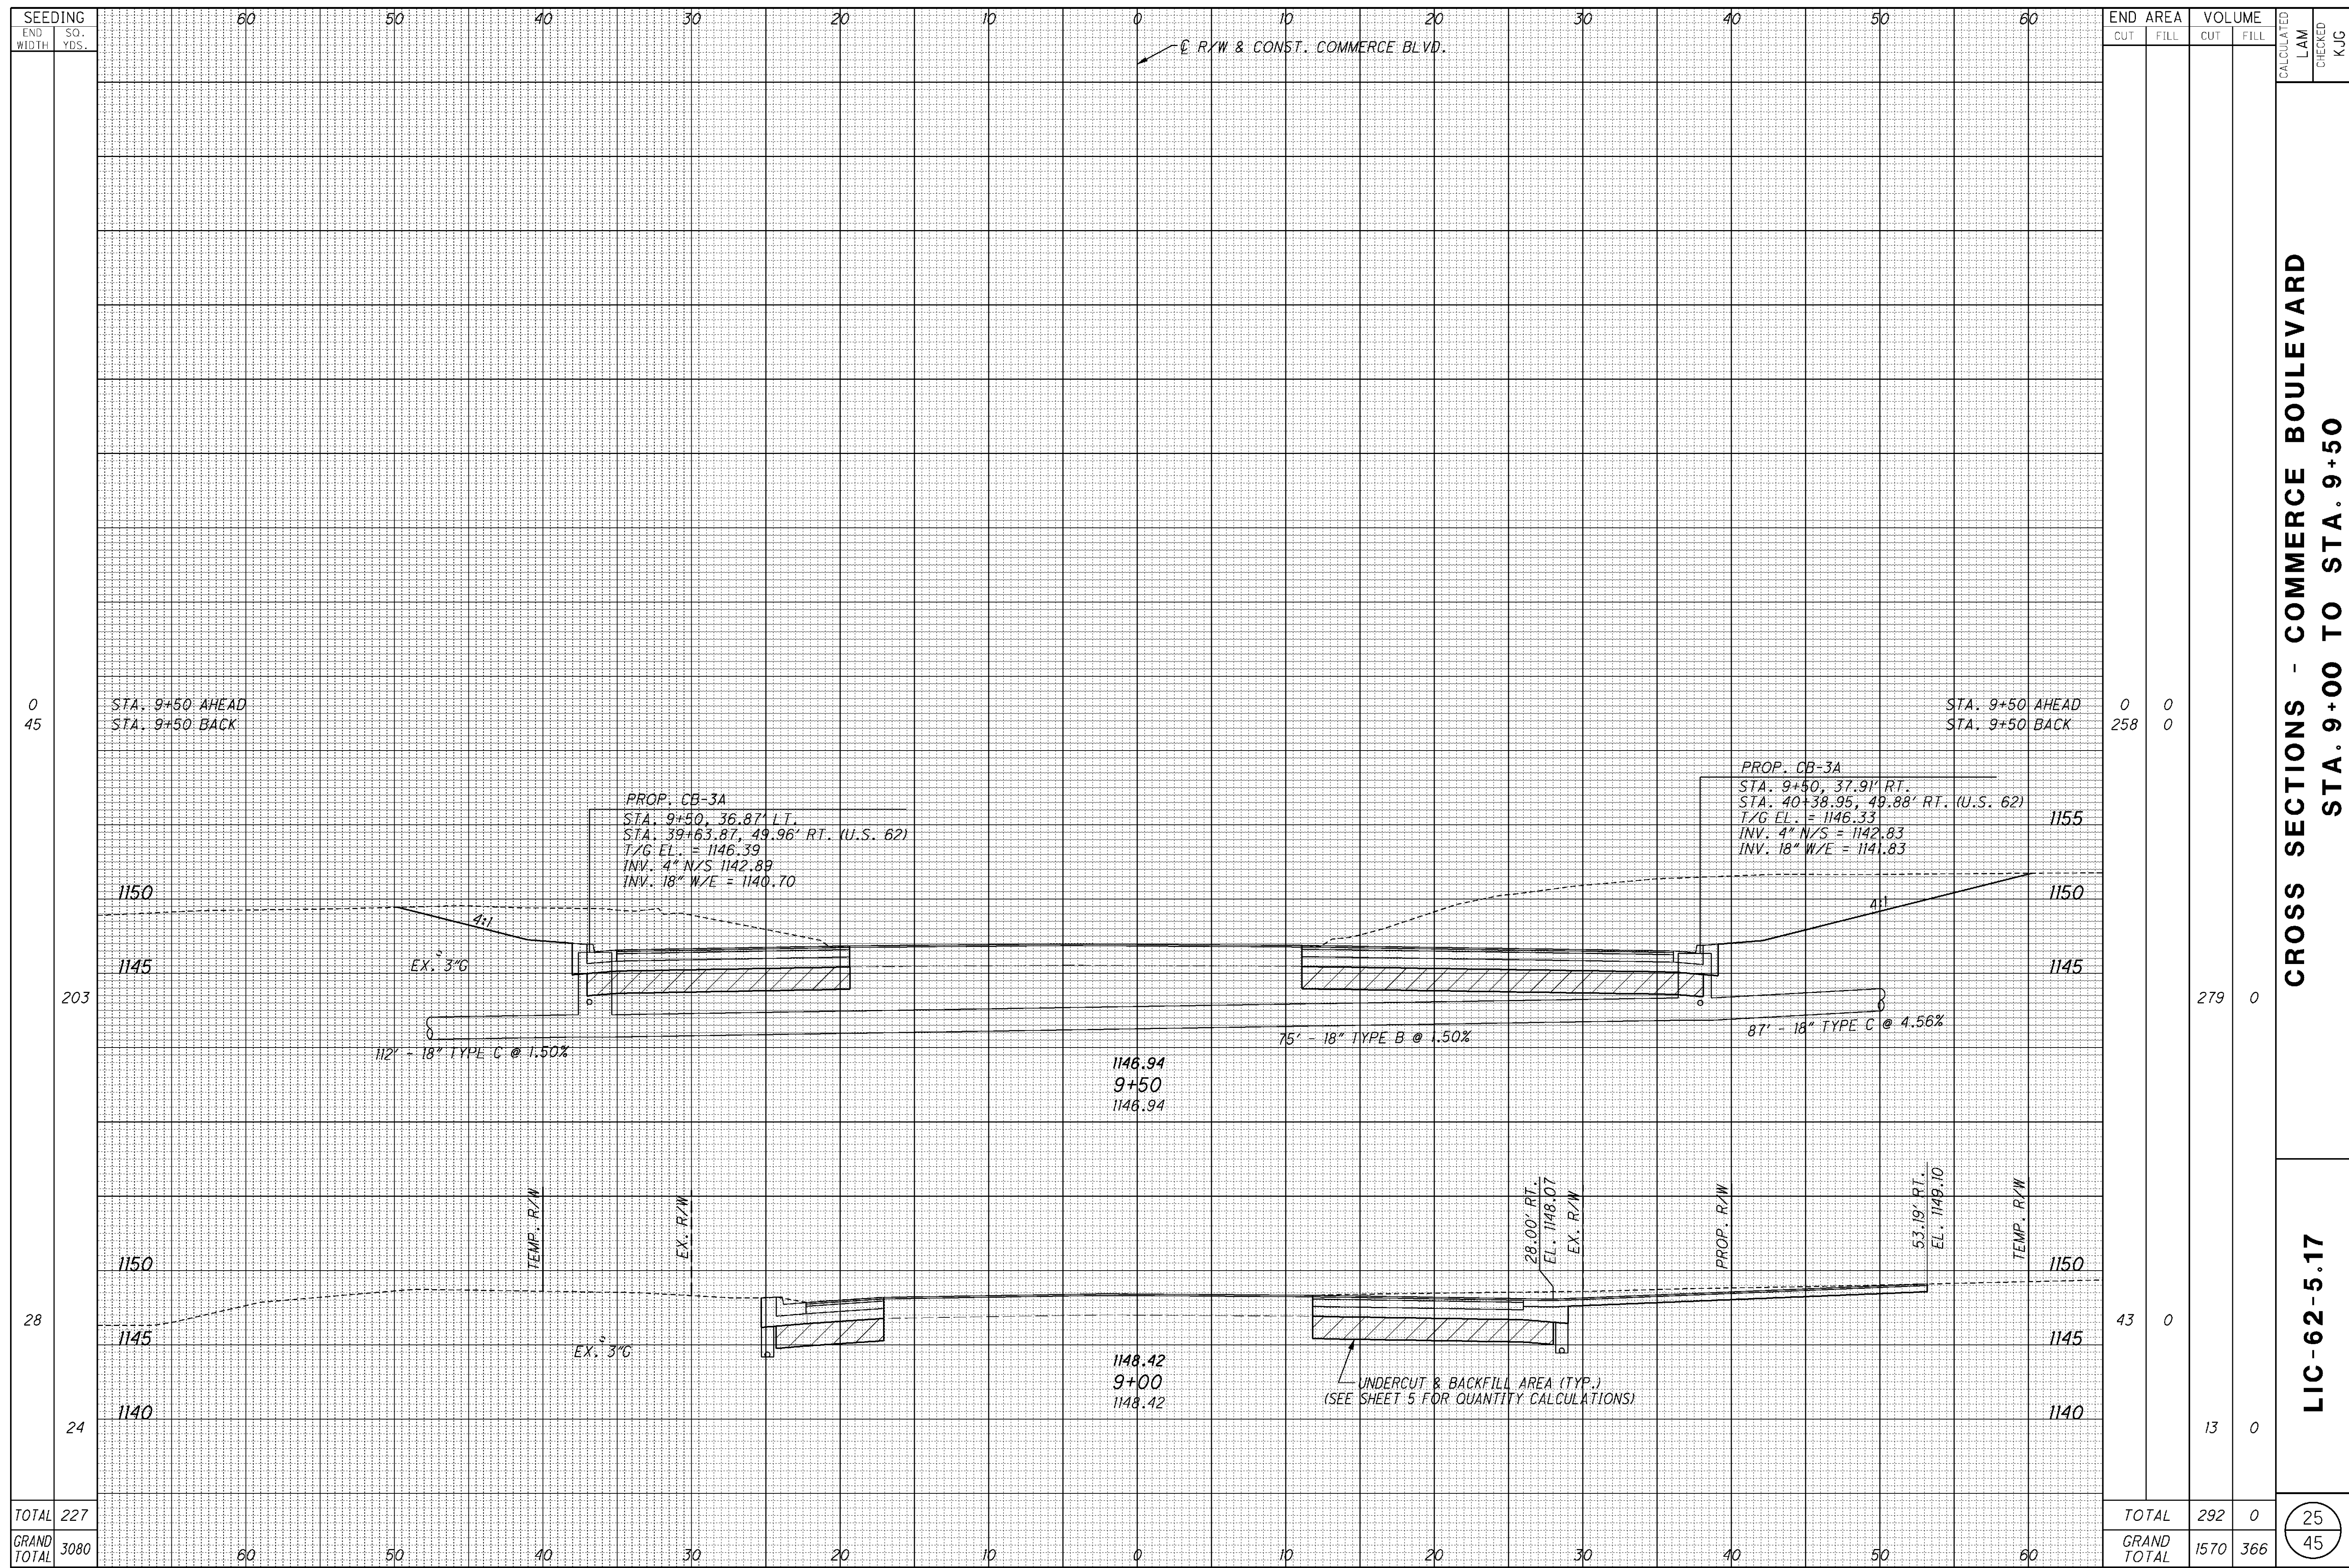 SEEDING
END WIDTH
SQ. YDS.
60 50 40 30 20 10 0 10 20 30 40 50 60
END AREA
VOLUME
CUT FILL CUT FILL
CALCULATED
LAM
CHECKED
KJG
℄ R/W & CONST. COMMERCE BLVD.
CROSS SECTIONS - COMMERCE BOULEVARD
STA. 9+00 TO STA. 9+50
0 STA. 9+50 AHEAD
45 STA. 9+50 BACK
STA. 9+50 AHEAD 0 0
STA. 9+50 BACK 258 0
PROP. CB-3A
STA. 9+50, 36.87' LT.
STA. 39+63.87, 49.96' RT. (U.S. 62)
T/G EL. = 1146.39
INV. 4" N/S 1142.89
INV. 18" W/E = 1140.70
PROP. CB-3A
STA. 9+50, 37.91' RT.
STA. 40+38.95, 49.88' RT. (U.S. 62)
T/G EL. = 1146.33
INV. 4" N/S = 1142.83
INV. 18" W/E = 1141.83
1155
1150
1150
4:1
4:1
EX. 3"G
1145
1145
203
279 0
112' - 18" TYPE C @ 1.50%
75' - 18" TYPE B @ 1.50%
87' - 18" TYPE C @ 4.56%
1146.94
9+50
1146.94
TEMP. R/W
EX. R/W
28.00' RT.
EL. 1148.07
EX. R/W
PROP. R/W
53.19' RT.
EL. 1149.10
TEMP. R/W
1150
1150
28
43 0
1145
1145
EX. 3"G
1148.42
9+00
1148.42
UNDERCUT & BACKFILL AREA (TYP.)
(SEE SHEET 5 FOR QUANTITY CALCULATIONS)
1140
1140
24
13 0
LIC-62-5.17
TOTAL 227
TOTAL 292 0
GRAND TOTAL 3080
GRAND TOTAL 1570 366
25
45
60 50 40 30 20 10 0 10 20 30 40 50 60